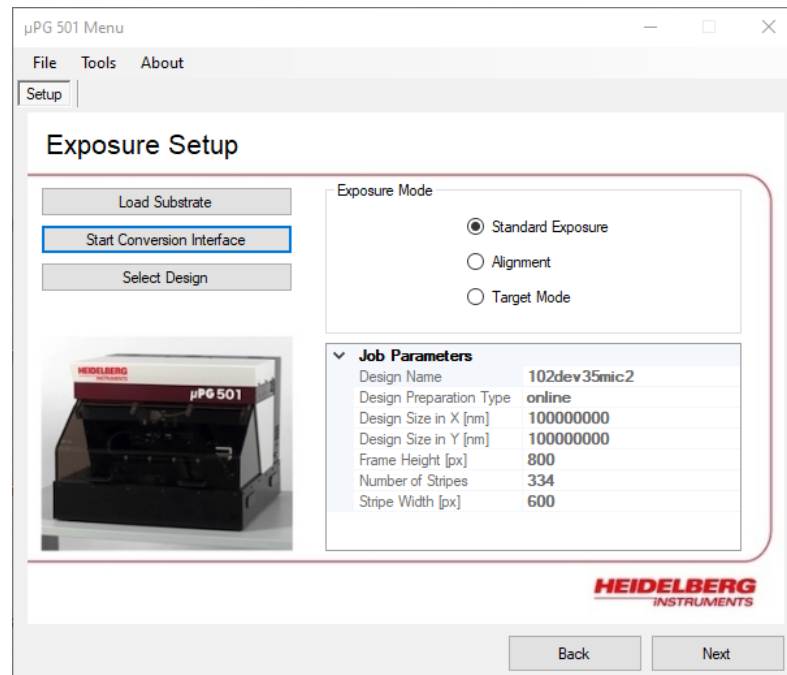 µPG 501 Menu
File Tools About
Setup
Exposure Setup
Load Substrate
Start Conversion Interface
Select Design
Exposure Mode
Standard Exposure
Alignment
Target Mode
HEIDELBERG
INSTRUMENTS
µPG 501
Job Parameters
Design Name 102dev35mic2
Design Preparation Type online
Design Size in X [nm] 100000000
Design Size in Y [nm] 100000000
Frame Height [px] 800
Number of Stripes 334
Stripe Width [px] 600
HEIDELBERG
INSTRUMENTS
Back Next